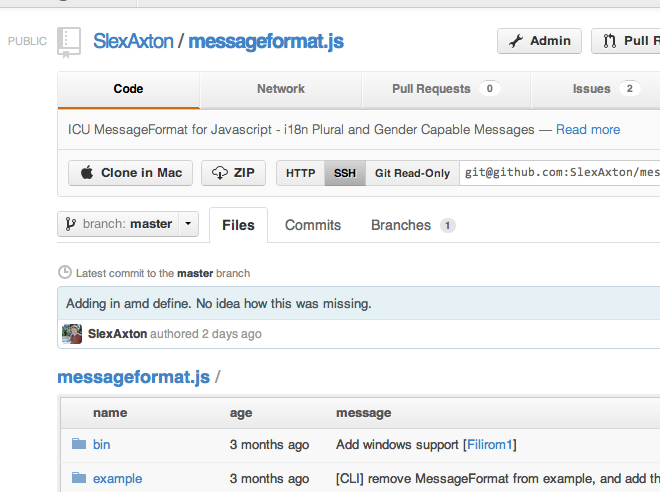 PUBLIC SlexAxton / messageformat.js Admin Pull
Code Network Pull Requests 0 Issues 2
ICU MessageFormat for Javascript - i18n Plural and Gender Capable Messages — Read more
Clone in Mac ZIP HTTP SSH Git Read-Only git@github.com:SlexAxton/mes
branch: master Files Commits Branches 1
Latest commit to the master branch
Adding in amd define. No idea how this was missing.
SlexAxton authored 2 days ago
messageformat.js /
name age message
bin 3 months ago Add windows support [Filirom1]
example 3 months ago [CLI] remove MessageFormat from example, and add th